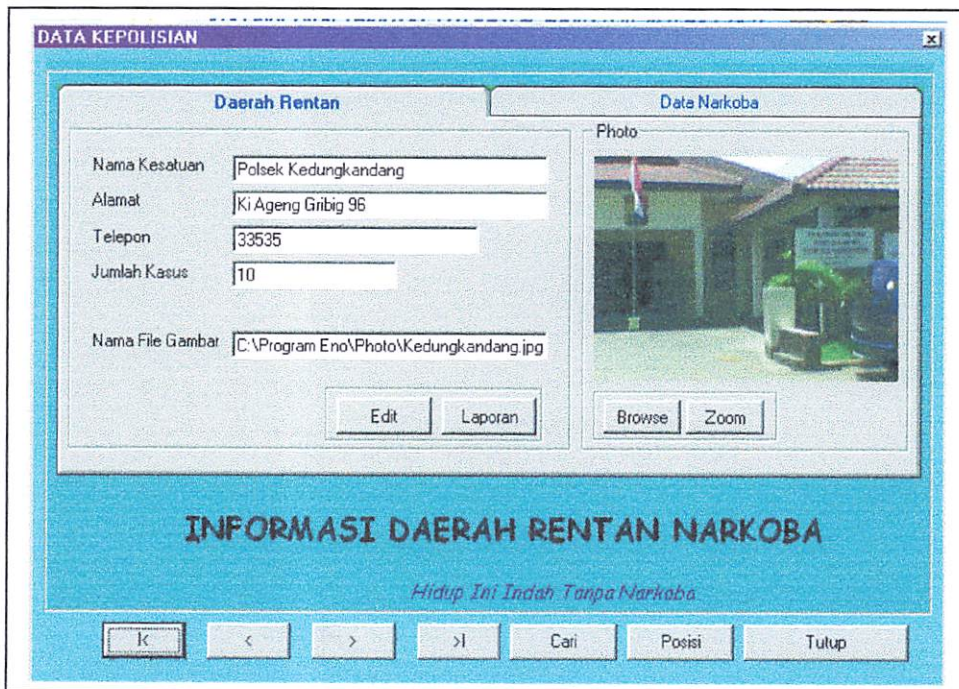 DATA KEPOLISIAN
Daerah Rentan
Data Narkoba
Nama Kesatuan
Polsek Kedungkandang
Alamat
Ki Ageng Gribig 96
Telepon
33535
Jumlah Kasus
10
Nama File Gambar
C:\Program Eno\Photo\Kedungkandang.jpg
Edit
Laporan
Photo
Browse
Zoom
INFORMASI DAERAH RENTAN NARKOBA
Hidup Ini Indah Tanpa Narkoba
|<
<
>
>|
Cari
Posisi
Tutup